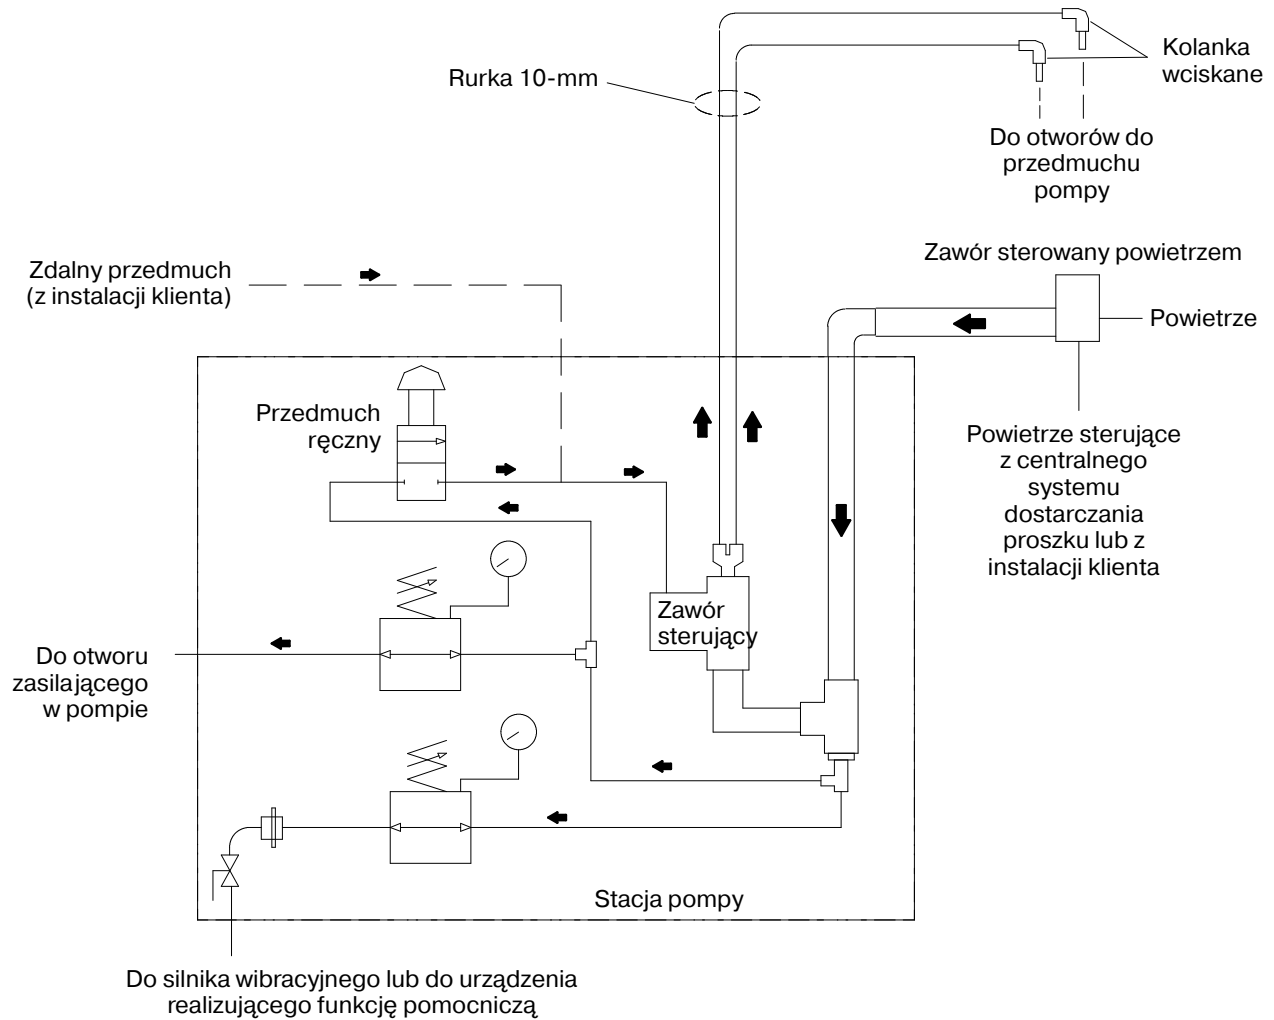 Kolanka
wciskane
Rurka 10-mm
Do otworów do
przedmuchu
pompy
Zawór sterowany powietrzem
Zdalny przedmuch
(z instalacji klienta)
Powietrze
Przedmuch
ręczny
Powietrze sterujące
z centralnego
systemu
dostarczania
proszku lub z
instalacji klienta
Zawór
sterujący
Do otworu
zasilającego
w pompie
Stacja pompy
Do silnika wibracyjnego lub do urządzenia
realizującego funkcję pomocniczą